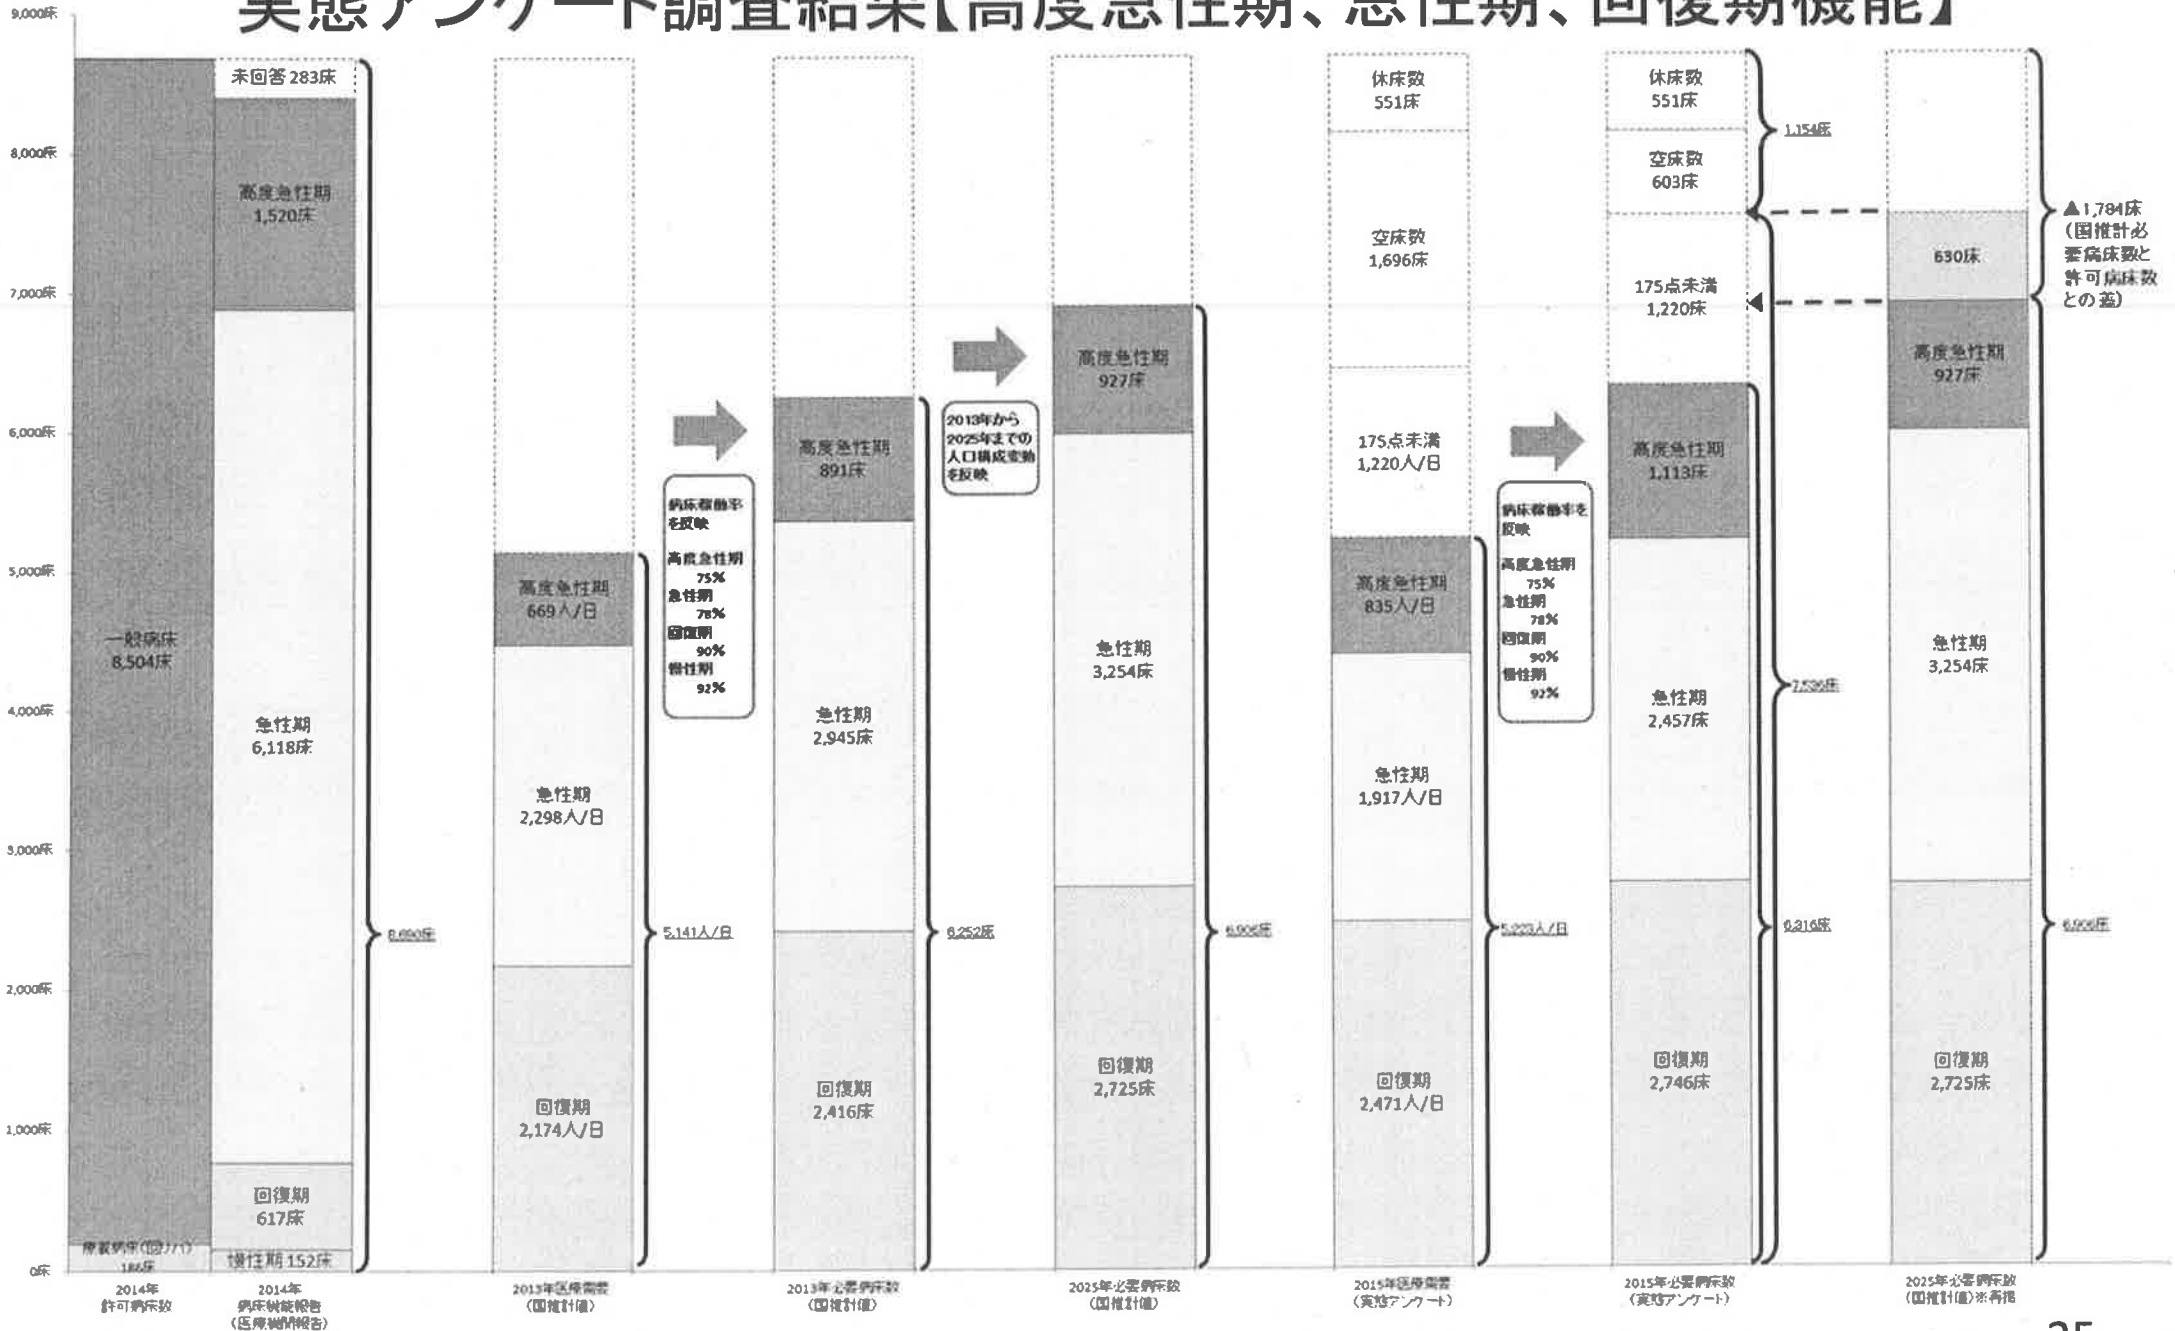 実態アンケート調査結果【高度急性期、急性期、回復期機能】
9,000床
8,000床
7,000床
6,000床
5,000床
4,000床
3,000床
2,000床
1,000床
0床
一般病床
8,504床
療養病床(回リハ)
186床
2014年
許可病床数
未回答 283床
高度急性期
1,520床
急性期
6,118床
回復期
617床
慢性期 152床
2014年
病床機能報告
(医療機関報告)
8,690床
高度急性期
669人/日
急性期
2,298人/日
回復期
2,174人/日
2013年医療需要
(国推計値)
5,141人/日
病床稼働率
を反映
高度急性期
75%
急性期
78%
回復期
90%
慢性期
92%
高度急性期
891床
急性期
2,945床
回復期
2,416床
2013年必要病床数
(国推計値)
6,252床
2013年から
2025年までの
人口構成変動
を反映
高度急性期
927床
急性期
3,254床
回復期
2,725床
2025年必要病床数
(国推計値)
6,906床
休床数
551床
空床数
1,696床
175点未満
1,220人/日
高度急性期
835人/日
急性期
1,917人/日
回復期
2,471人/日
2015年医療需要
(実態アンケート)
5,223人/日
病床稼働率を
反映
高度急性期
75%
急性期
78%
回復期
90%
慢性期
92%
休床数
551床
空床数
603床
175点未満
1,220床
高度急性期
1,113床
急性期
2,457床
回復期
2,746床
2015年必要病床数
(実態アンケート)
1,154床
7,536床
6,316床
630床
高度急性期
927床
急性期
3,254床
回復期
2,725床
2025年必要病床数
(国推計値)※再掲
▲1,784床
(国推計必
要病床数と
許可病床数
との差)
6,906床